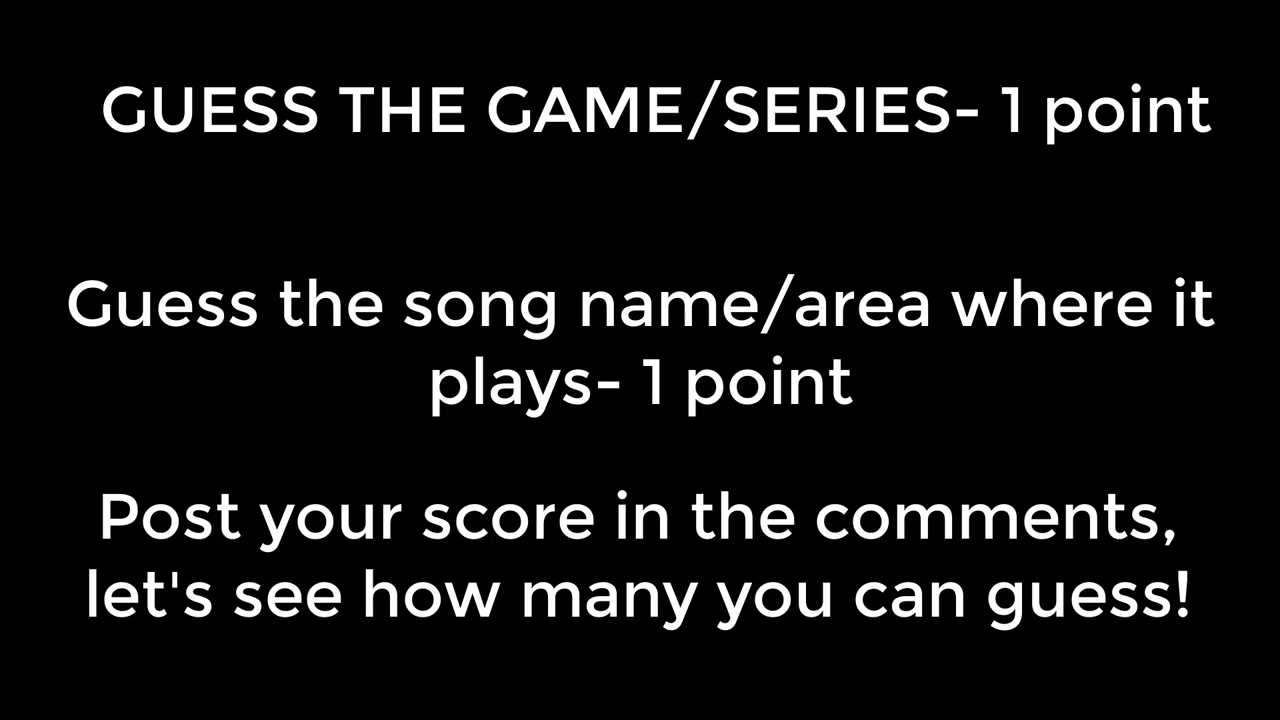 GUESS THE GAME/SERIES- 1 point
Guess the song name/area where it
plays- 1 point
Post your score in the comments,
let's see how many you can guess!